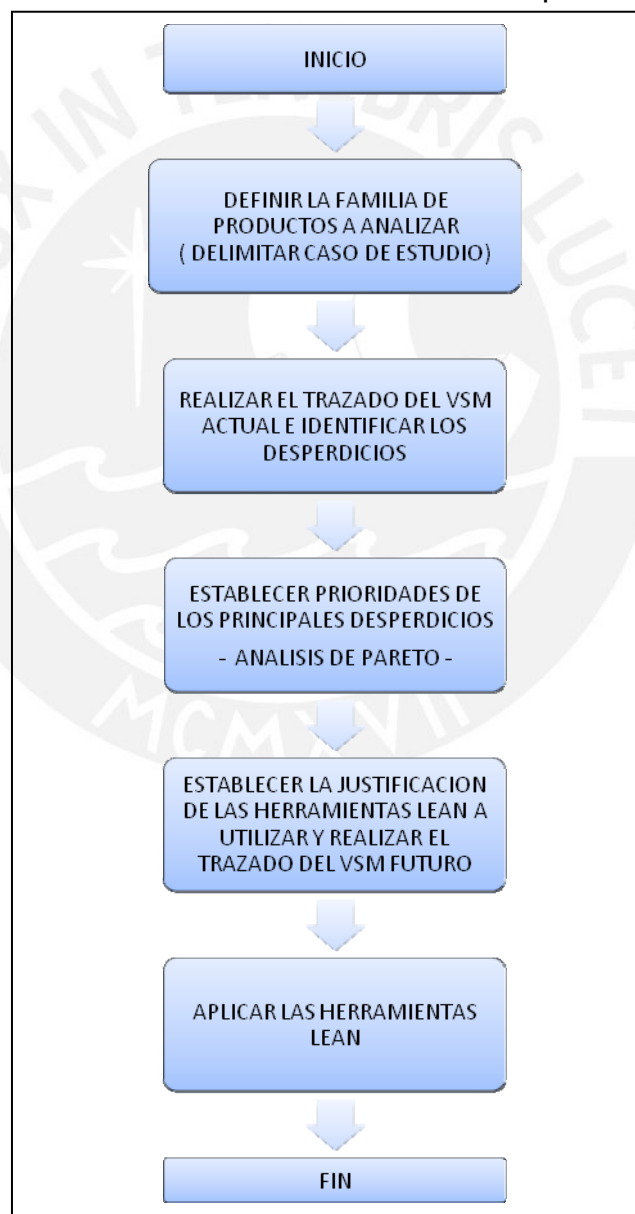 INICIO
DEFINIR LA FAMILIA DE
PRODUCTOS A ANALIZAR
( DELIMITAR CASO DE ESTUDIO)
REALIZAR EL TRAZADO DEL VSM
ACTUAL E IDENTIFICAR LOS
DESPERDICIOS
ESTABLECER PRIORIDADES DE
LOS PRINCIPALES DESPERDICIOS
- ANALISIS DE PARETO -
ESTABLECER LA JUSTIFICACION
DE LAS HERRAMIENTAS LEAN A
UTILIZAR Y REALIZAR EL
TRAZADO DEL VSM FUTURO
APLICAR LAS HERRAMIENTAS
LEAN
FIN
MCMXVII